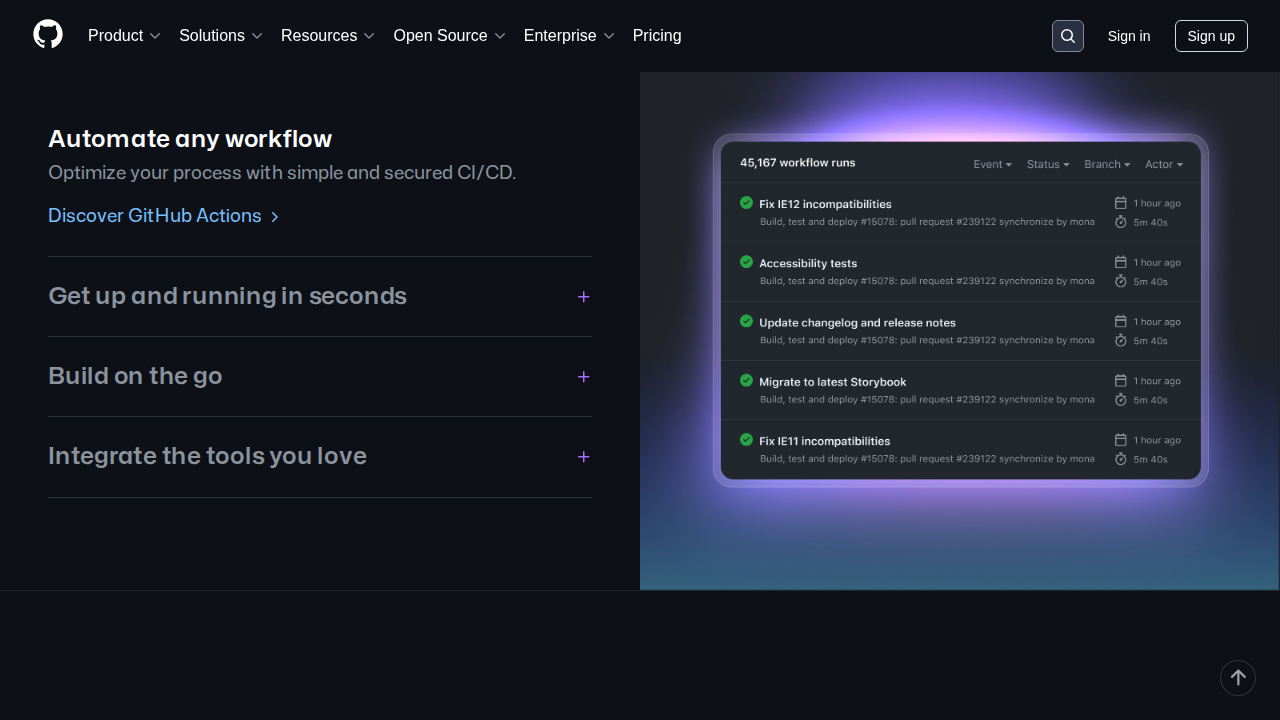 Product
Solutions
Resources
Open Source
Enterprise
Pricing
Sign in
Sign up
Automate any workflow
Optimize your process with simple and secured CI/CD.
Discover GitHub Actions
Get up and running in seconds
Build on the go
Integrate the tools you love
45,167 workflow runs
Event
Status
Branch
Actor
Fix IE12 incompatibilities
1 hour ago
Build, test and deploy #15078: pull request #239122 synchronize by mona
5m 40s
Accessibility tests
1 hour ago
Build, test and deploy #15078: pull request #239122 synchronize by mona
5m 40s
Update changelog and release notes
1 hour ago
Build, test and deploy #15078: pull request #239122 synchronize by mona
5m 40s
Migrate to latest Storybook
1 hour ago
Build, test and deploy #15078: pull request #239122 synchronize by mona
5m 40s
Fix IE11 incompatibilities
1 hour ago
Build, test and deploy #15078: pull request #239122 synchronize by mona
5m 40s